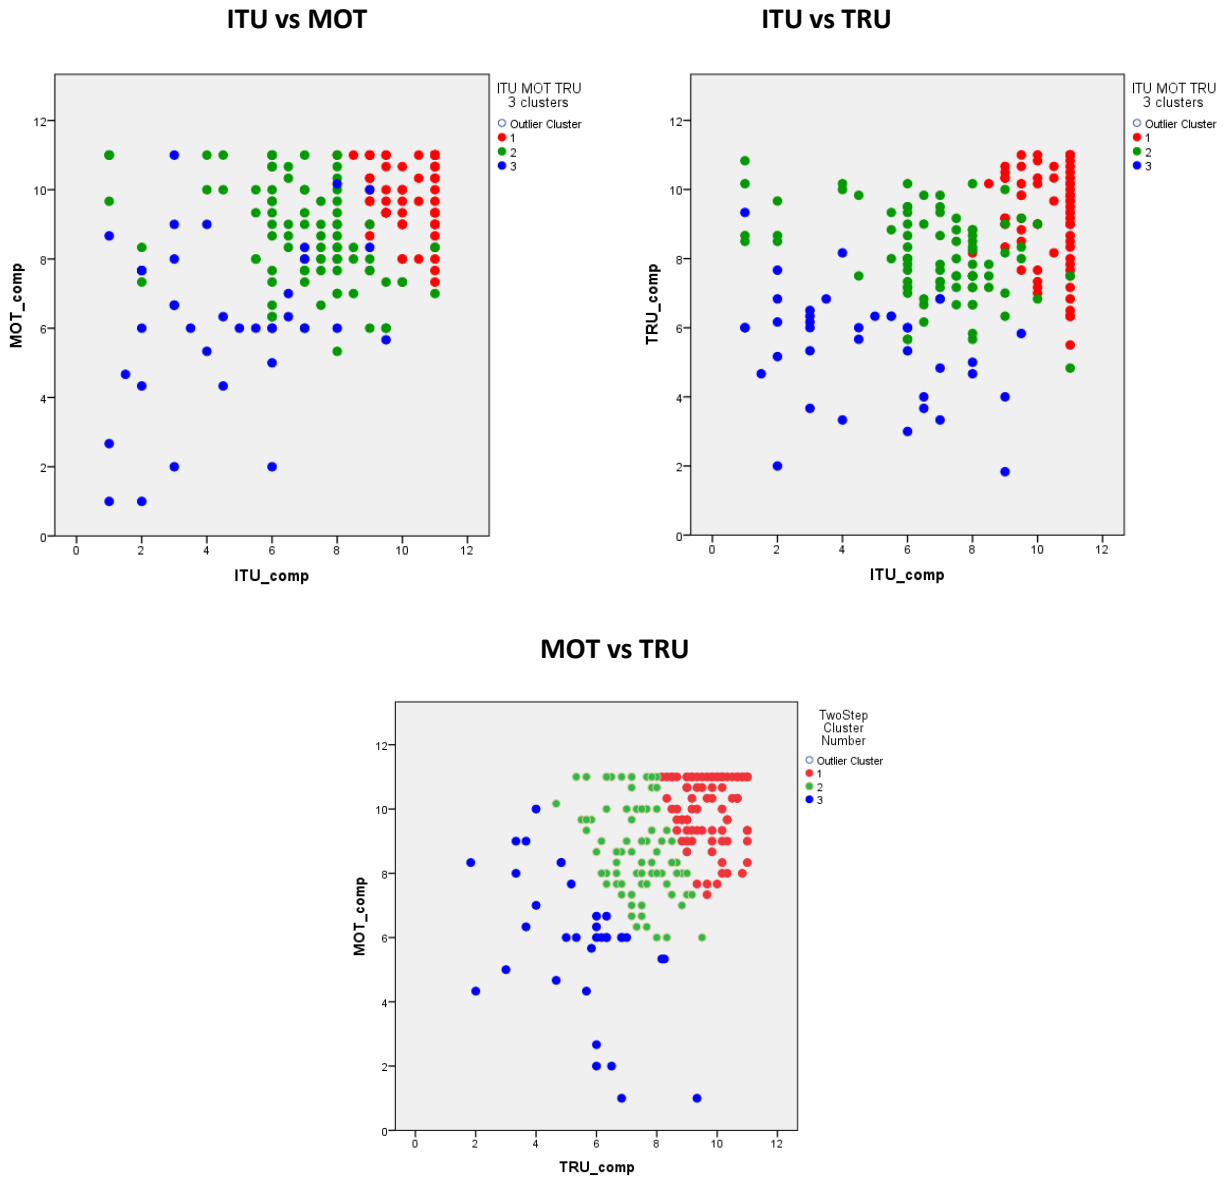 ITU vs MOT
ITU vs TRU
ITU MOT TRU
3 clusters
Outlier Cluster
1
2
3
12
10
8
6
4
2
0
MOT_comp
0 2 4 6 8 10 12
ITU_comp
ITU MOT TRU
3 clusters
Outlier Cluster
1
2
3
12
10
8
6
4
2
0
TRU_comp
0 2 4 6 8 10 12
ITU_comp
MOT vs TRU
TwoStep
Cluster
Number
Outlier Cluster
1
2
3
12
10
8
6
4
2
0
MOT_comp
0 2 4 6 8 10 12
TRU_comp